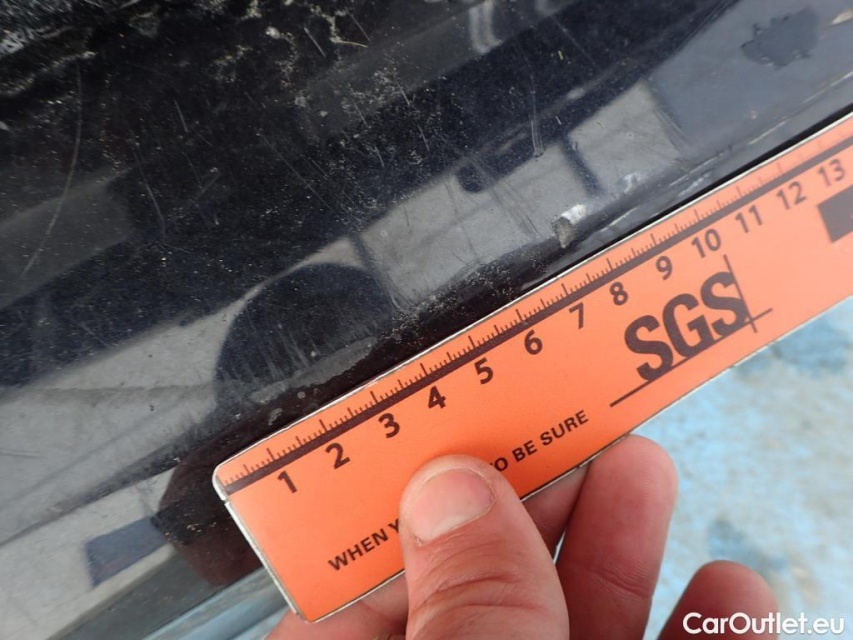 1 2 3 4 5 6 7 8 9 10 11 12 13
SGS
WHEN Y TO BE SURE
CarOutlet.eu